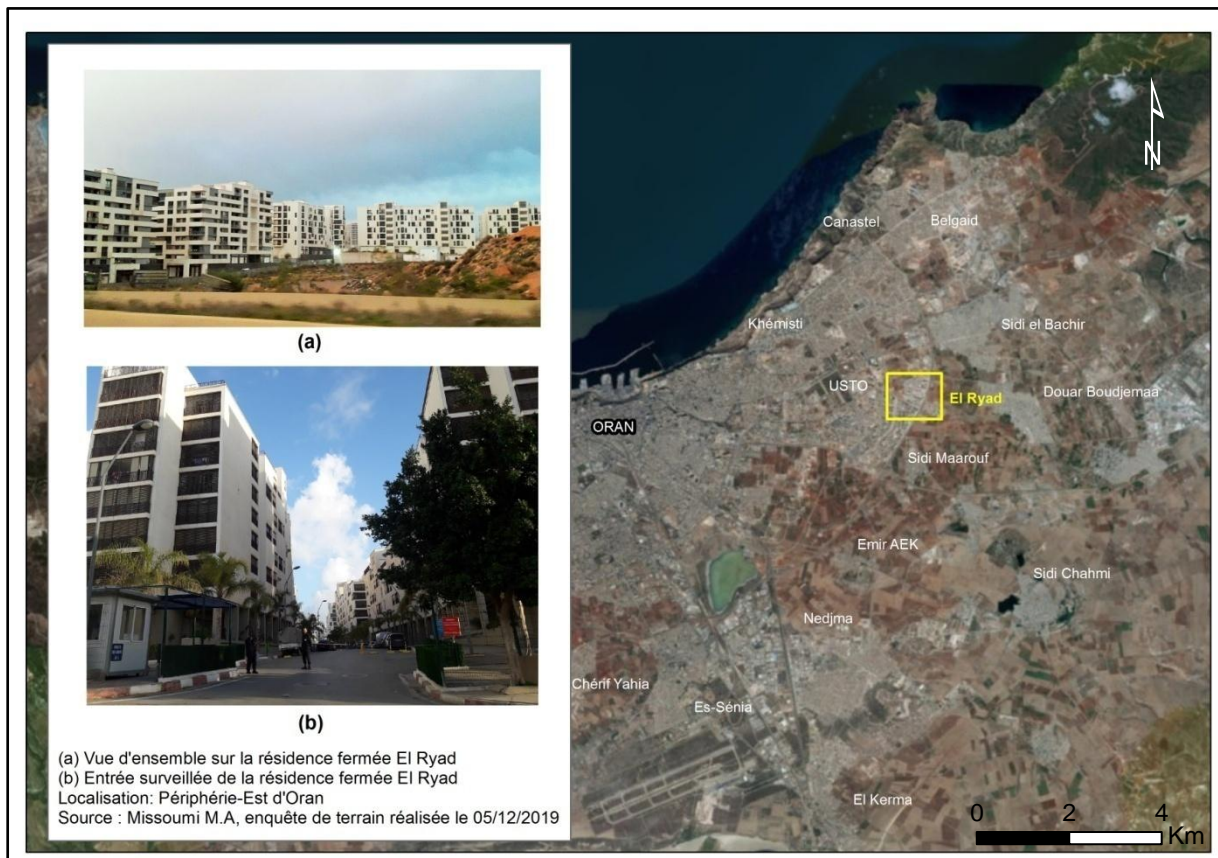 (a)
(b)
(a) Vue d'ensemble sur la résidence fermée El Ryad
(b) Entrée surveillée de la résidence fermée El Ryad
Localisation: Périphérie-Est d'Oran
Source : Missoumi M.A, enquête de terrain réalisée le 05/12/2019
N
Canastel
Belgaid
Khémisti
Sidi el Bachir
USTO
El Ryad
Douar Boudjemaa
ORAN
Sidi Maarouf
Emir AEK
Sidi Chahmi
Nedjma
Chérif Yahia
Es-Sénia
El Kerma
0 2 4
Km